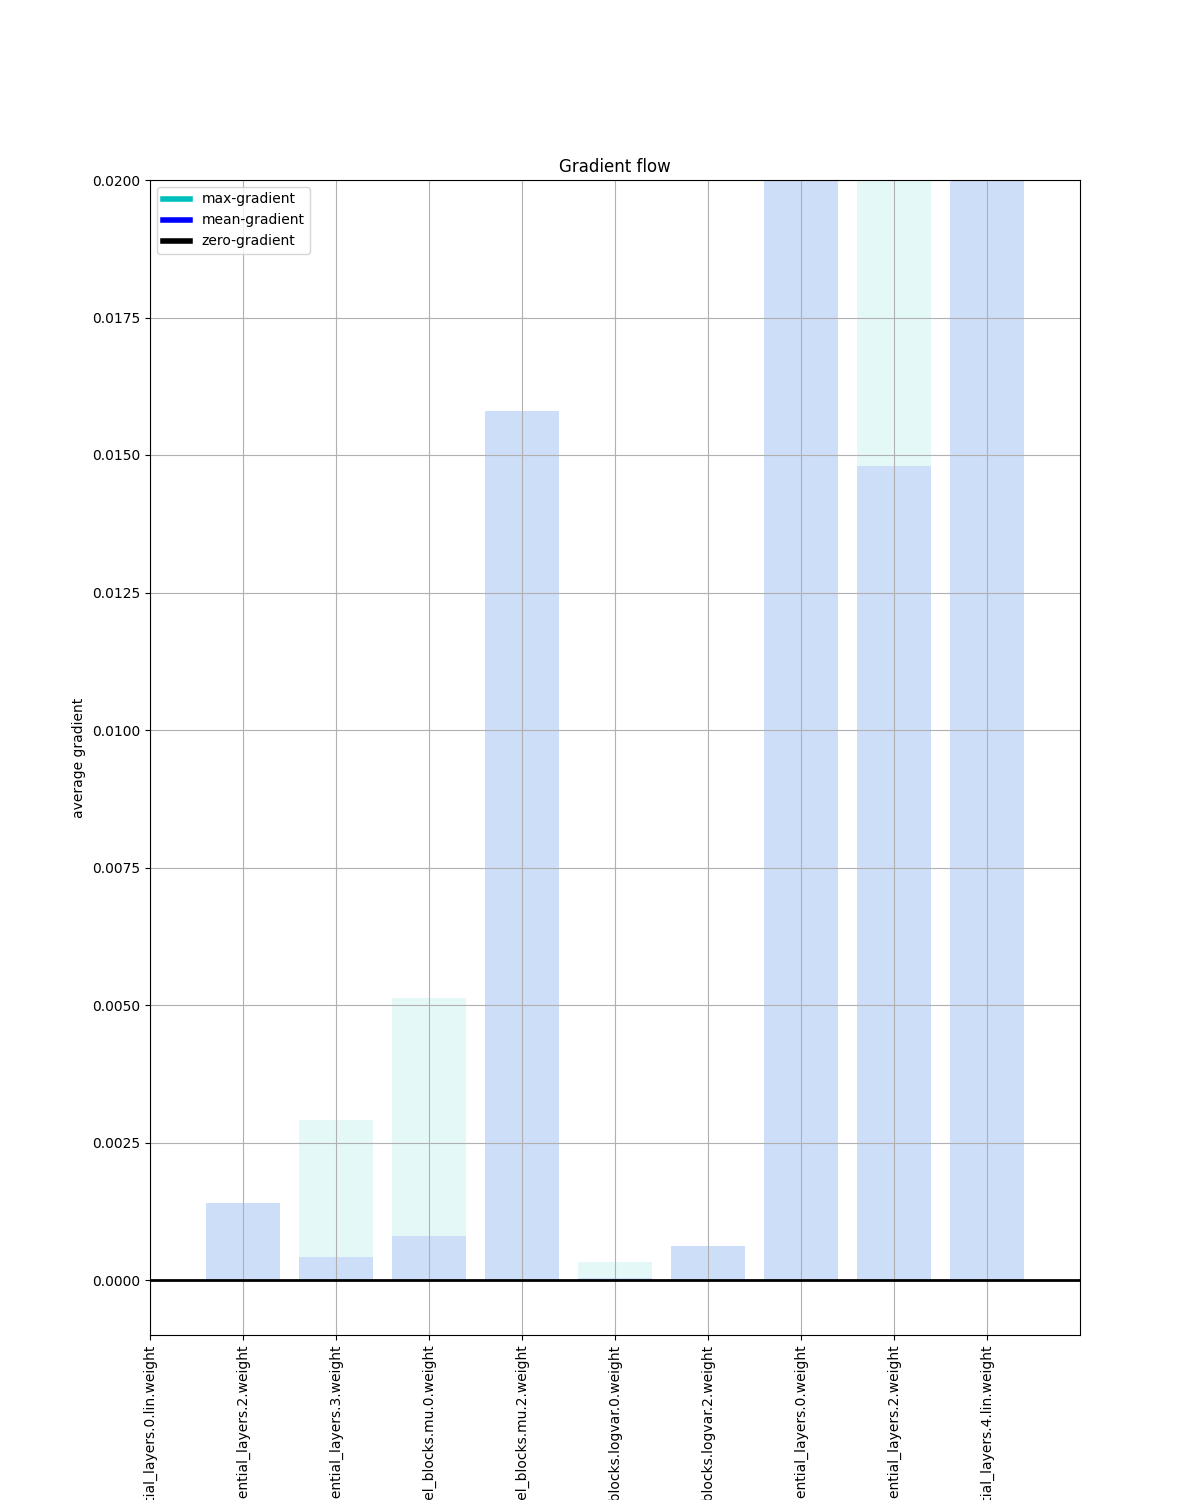 Gradient flow
max-gradient
mean-gradient
zero-gradient
0.0200
0.0175
0.0150
0.0125
0.0100
0.0075
0.0050
0.0025
0.0000
average gradient
tial_layers.0.lin.weight
ential_layers.2.weight
ential_layers.3.weight
el_blocks.mu.0.weight
el_blocks.mu.2.weight
blocks.logvar.0.weight
blocks.logvar.2.weight
ential_layers.0.weight
ential_layers.2.weight
tial_layers.4.lin.weight